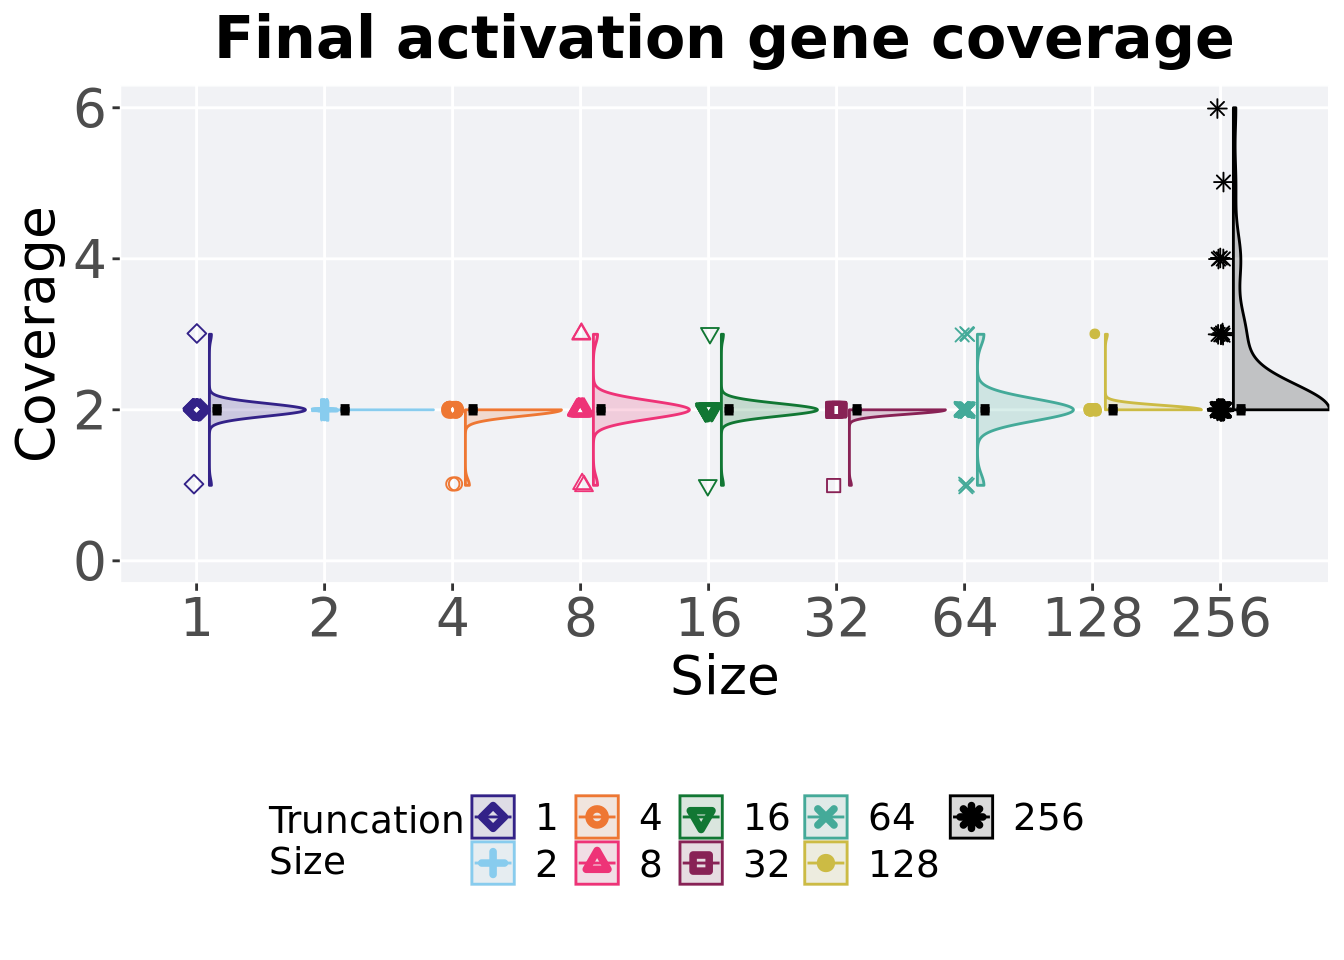 Final activation gene coverage
Coverage
6
4
2
0
1 2 4 8 16 32 64 128 256
Size
Truncation Size
1 4 16 64 256
2 8 32 128